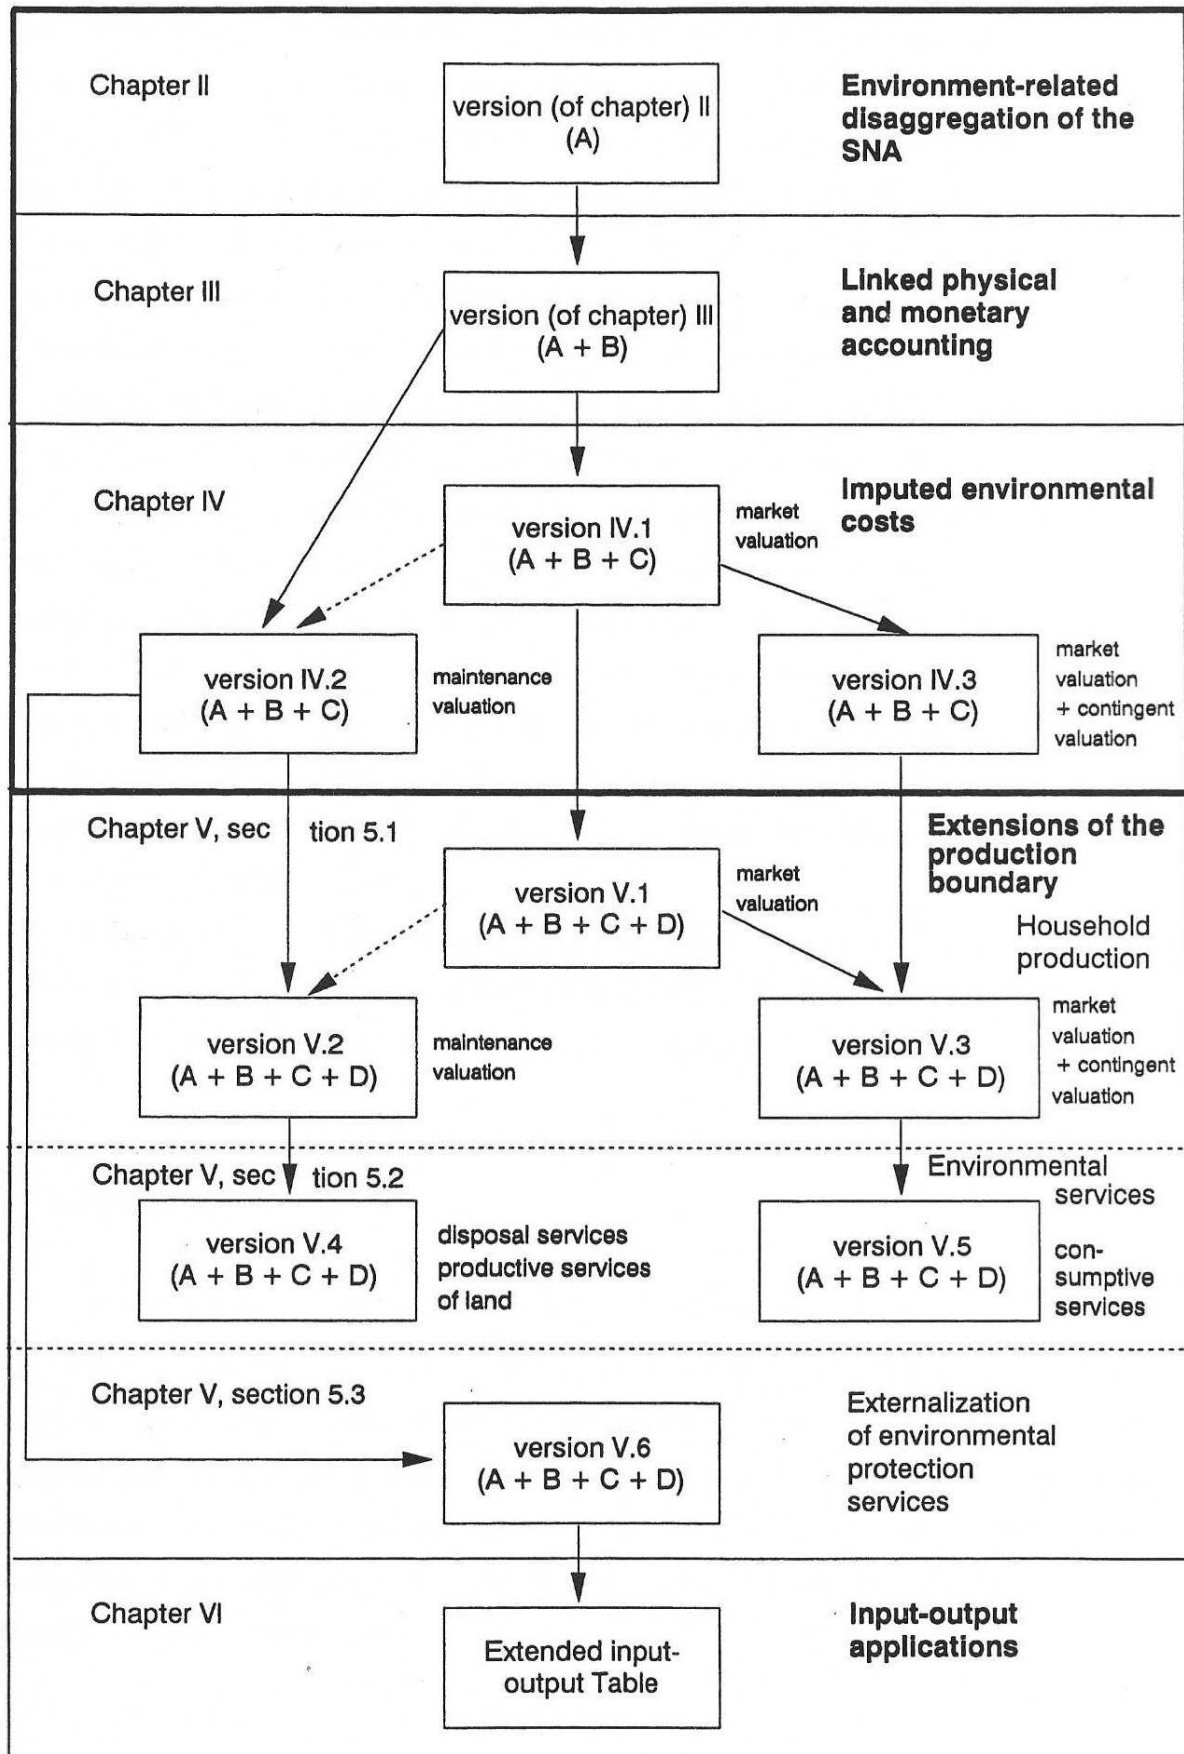 Chapter II
version (of chapter) II
(A)
Environment-related
disaggregation of the
SNA
Chapter III
version (of chapter) III
(A + B)
Linked physical
and monetary
accounting
Chapter IV
version IV.1
(A + B + C)
market
valuation
Imputed environmental
costs
version IV.2
(A + B + C)
maintenance
valuation
version IV.3
(A + B + C)
market
valuation
+ contingent
valuation
Chapter V, sec tion 5.1
version V.1
(A + B + C + D)
market
valuation
Extensions of the
production
boundary
Household
production
version V.2
(A + B + C + D)
maintenance
valuation
version V.3
(A + B + C + D)
market
valuation
+ contingent
valuation
Chapter V, sec tion 5.2
Environmental
services
version V.4
(A + B + C + D)
disposal services
productive services
of land
version V.5
(A + B + C + D)
con-
sumptive
services
Chapter V, section 5.3
version V.6
(A + B + C + D)
Externalization
of environmental
protection
services
Chapter VI
Extended input-
output Table
Input-output
applications